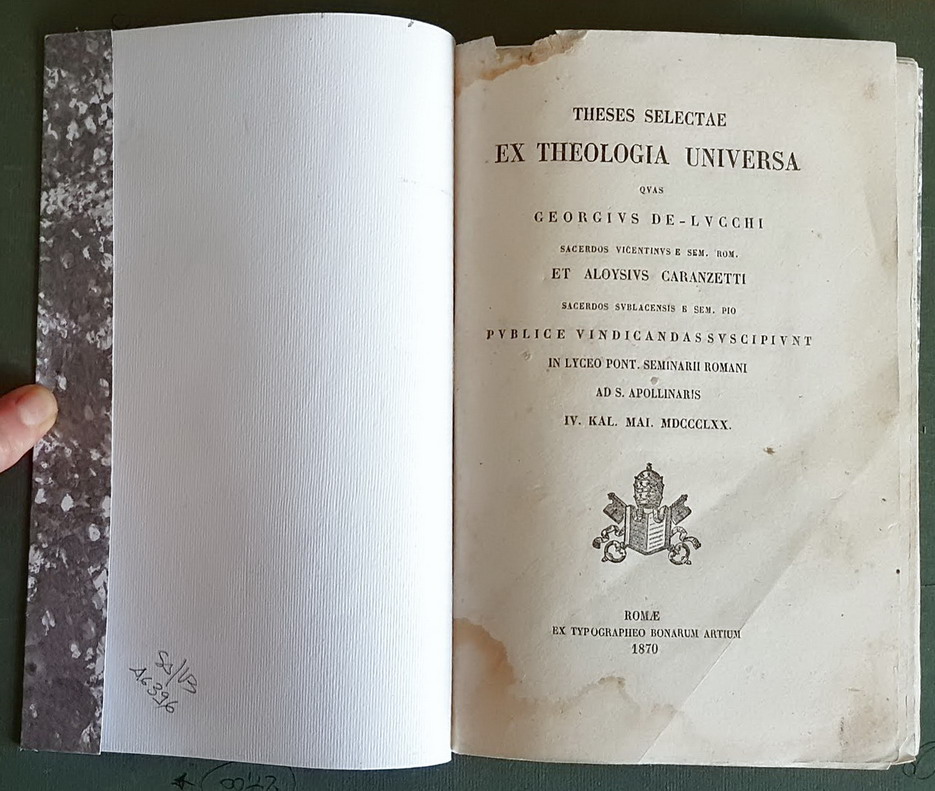 THESES SELECTAE
EX THEOLOGIA UNIVERSA
QVAS
GEORGIVS DE-LVCCHI
SACERDOS VICENTINVS E SEM. ROM.
ET ALOYSIVS CARANZETTI
SACERDOS SVBLACENSIS E SEM. PIO
PVBLICE VINDICANDAS SVSCIPIVNT
IN LYCEO PONT. SEMINARII ROMANI
AD S. APOLLINARIS
IV. KAL. MAI. MDCCCLXX.
ROMÆ
EX TYPOGRAPHEO BONARUM ARTIUM
1870